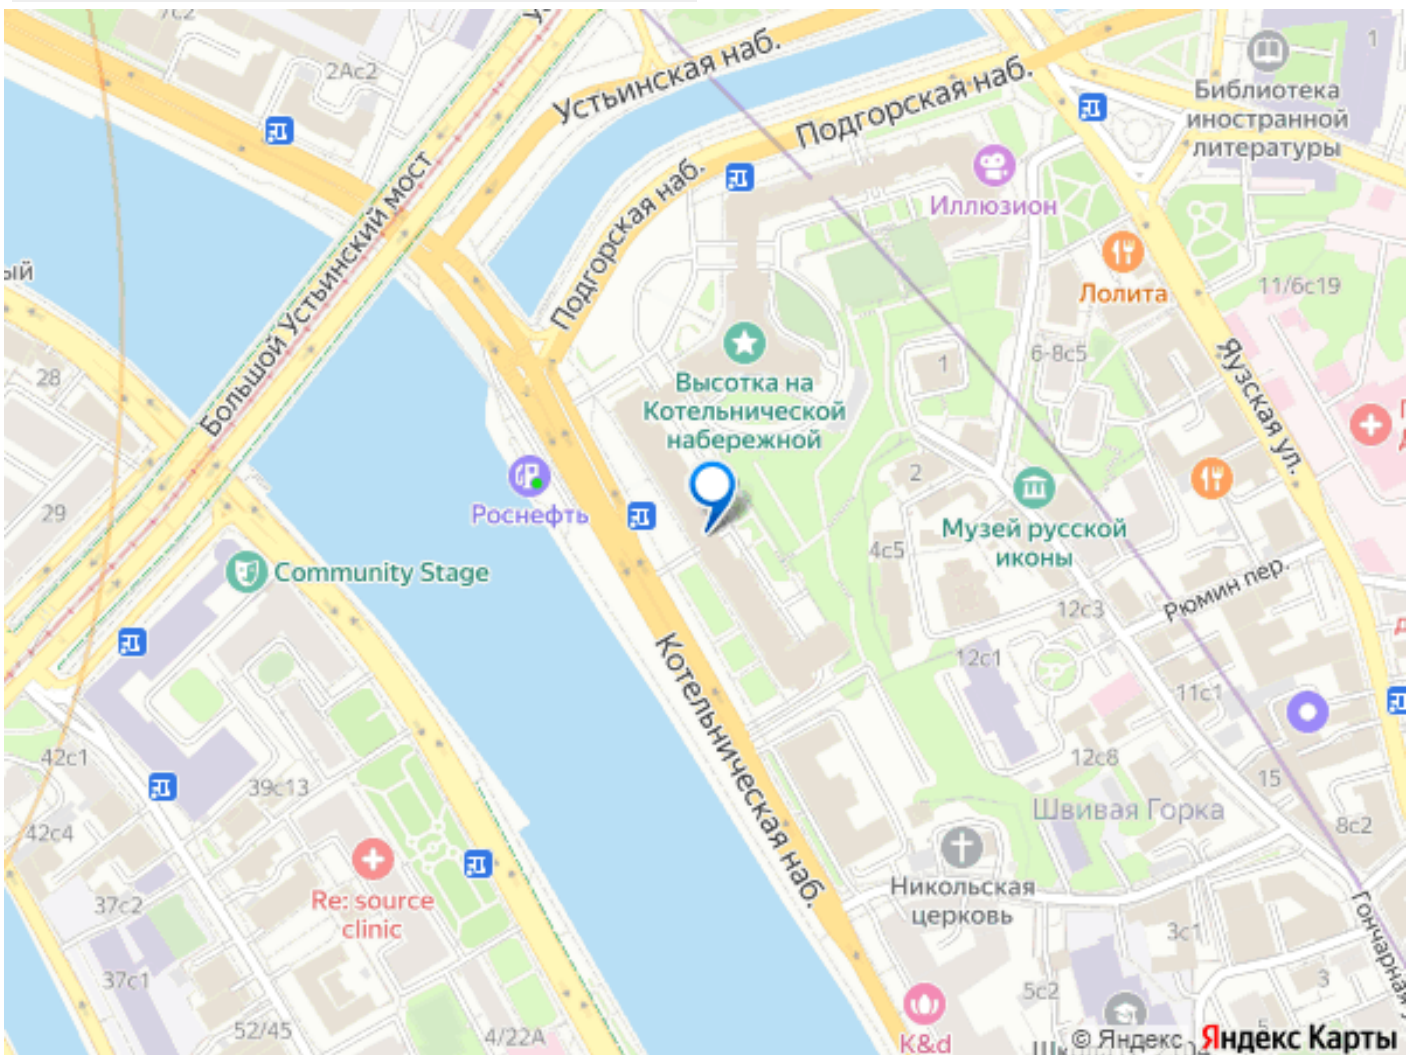 7с2
2Ас2
Устьинская наб.
Подгорская наб.
1
Библиотека
иностранной
литературы
Большой Устьинский мост
Подгорская наб.
Иллюзион
Лолита
11/6с19
ый
28
Высотка на
Котельнической
набережной
1
6-8с5
Яузская ул.
29
Роснефть
2
Музей русской
иконы
4с5
Community Stage
12с3
Рюмин пер.
Котельническая наб.
12с1
11с1
42с1
39с13
12с8
15
Швивая Горка
42с4
8с2
Re: source
clinic
37с2
Никольская
церковь
Гончарная
3с1
37с1
5с2
3
52/45
4/22А
K&d
5
© Яндекс Яндекс Карты